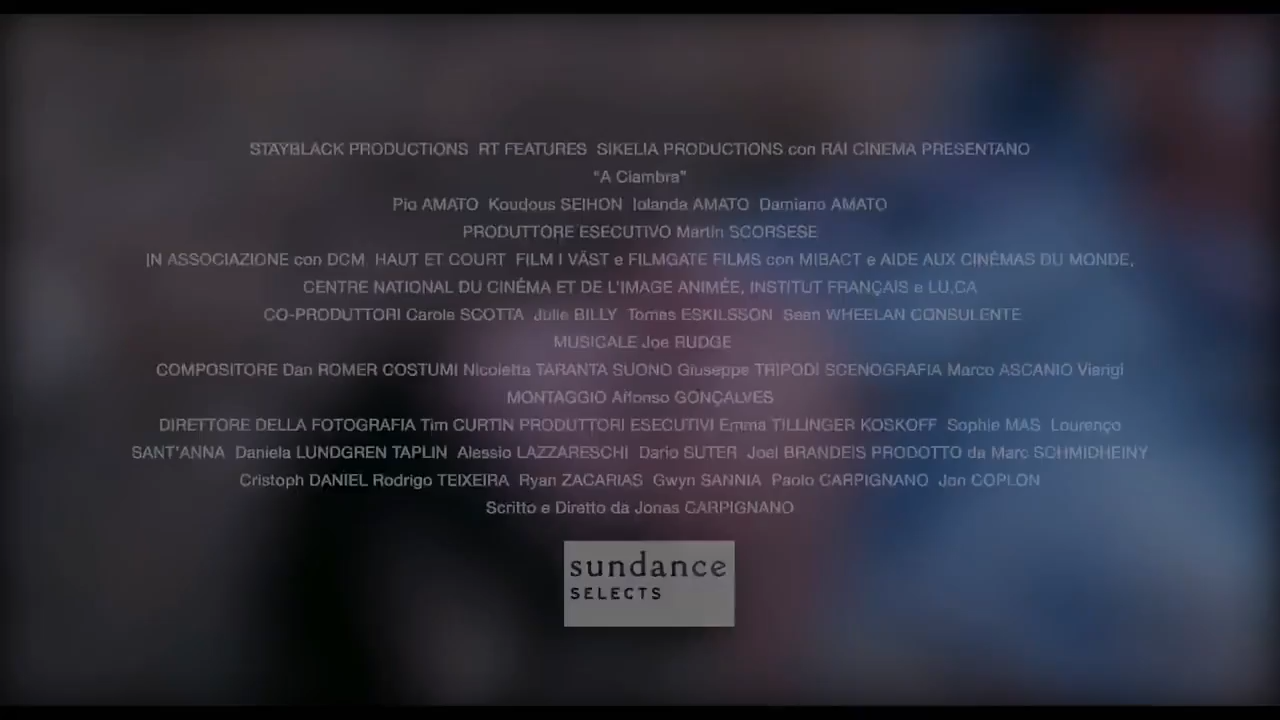 STAYBLACK PRODUCTIONS RT FEATURES SIKELIA PRODUCTIONS con RAI CINEMA PRESENTANO
"A Ciambra"
Pio AMATO Koudous SEIHON Iolanda AMATO Damiano AMATO
PRODUTTORE ESECUTIVO Martin SCORSESE
IN ASSOCIAZIONE con DCM HAUT ET COURT FILM I VÄST e FILMGATE FILMS con MIBACT e AIDE AUX CINÉMAS DU MONDE,
CENTRE NATIONAL DU CINÉMA ET DE L'IMAGE ANIMÉE, INSTITUT FRANÇAIS e LU.CA
CO-PRODUTTORI Carole SCOTTA Julie BILLY Tomas ESKILSSON Sean WHEELAN CONSULENTE
MUSICALE Joe RUDGE
COMPOSITORE Dan ROMER COSTUMI Nicoletta TARANTA SUONO Giuseppe TRIPODI SCENOGRAFIA Marco ASCANIO Viarigi
MONTAGGIO Affonso GONÇALVES
DIRETTORE DELLA FOTOGRAFIA Tim CURTIN PRODUTTORI ESECUTIVI Emma TILLINGER KOSKOFF Sophie MAS Lourenço
SANT'ANNA Daniela LUNDGREN TAPLIN Alessio LAZZARESCHI Dario SUTER Joel BRANDEIS PRODOTTO da Marc SCHMIDHEINY
Cristoph DANIEL Rodrigo TEIXEIRA Ryan ZACARIAS Gwyn SANNIA Paolo CARPIGNANO Jon COPLON
Scritto e Diretto da Jonas CARPIGNANO
sundance
SELECTS